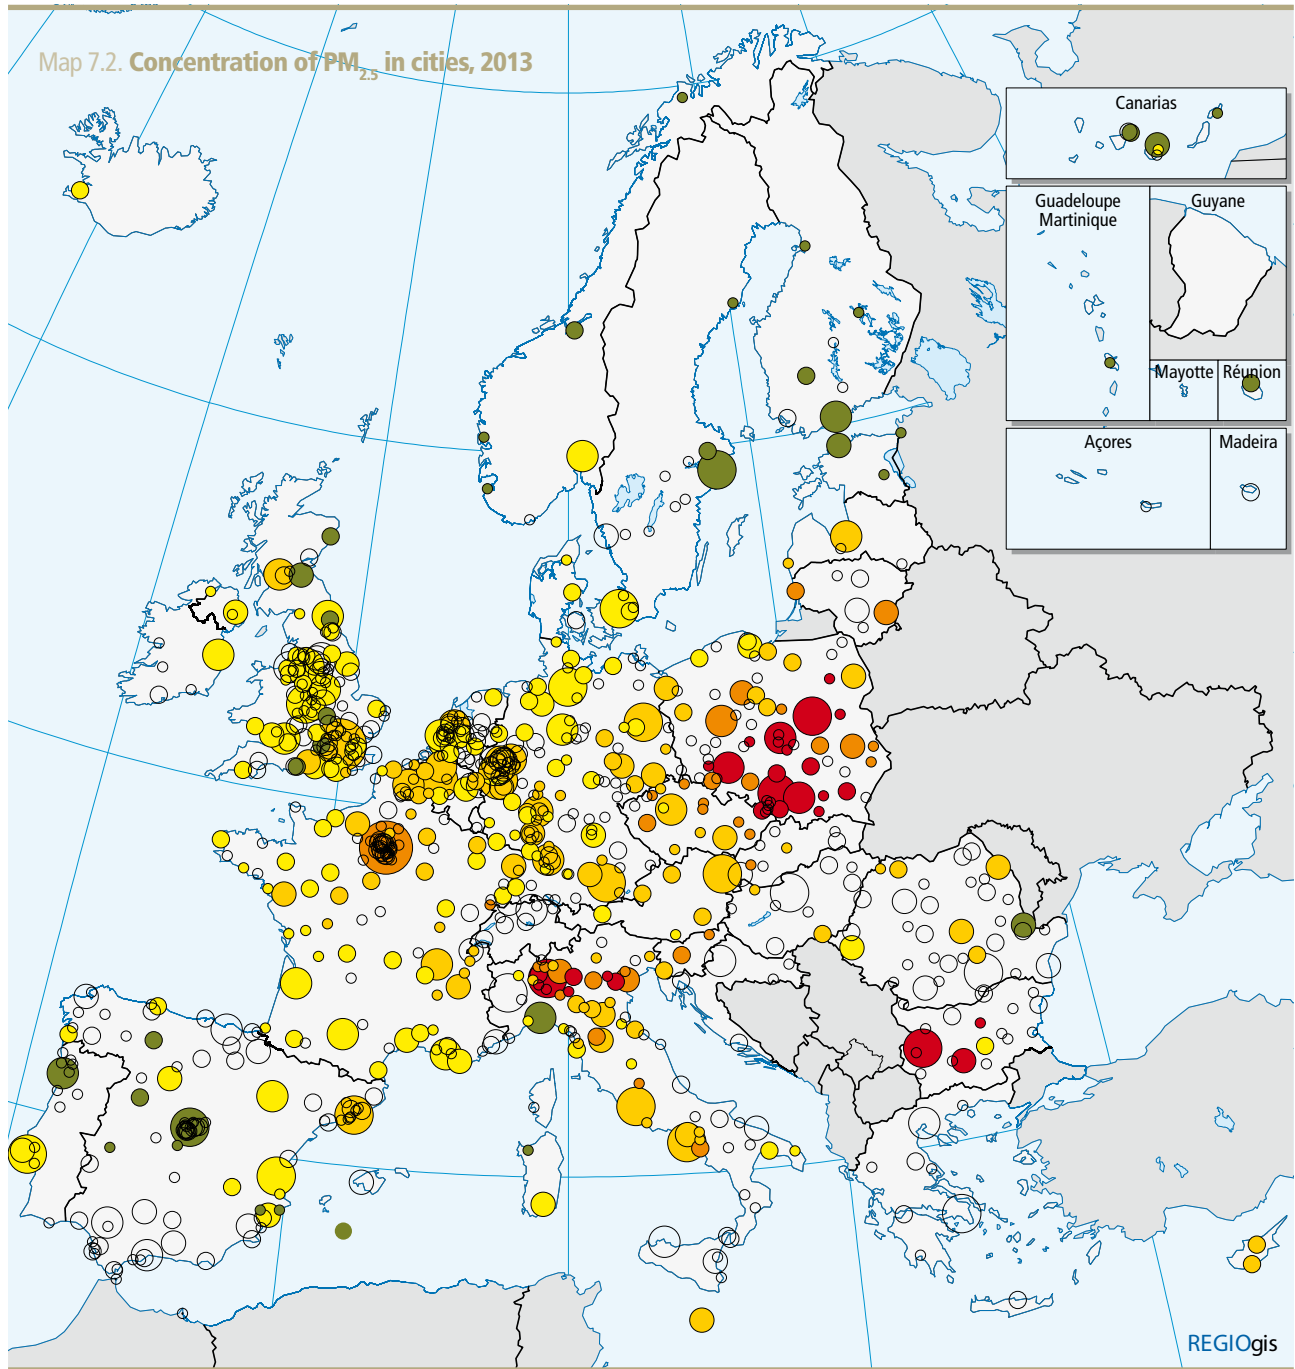 Map 7.2. Concentration of PM2.5 in cities, 2013
Canarias
Guadeloupe
Martinique
Guyane
Mayotte
Réunion
Açores
Madeira
REGIOgis